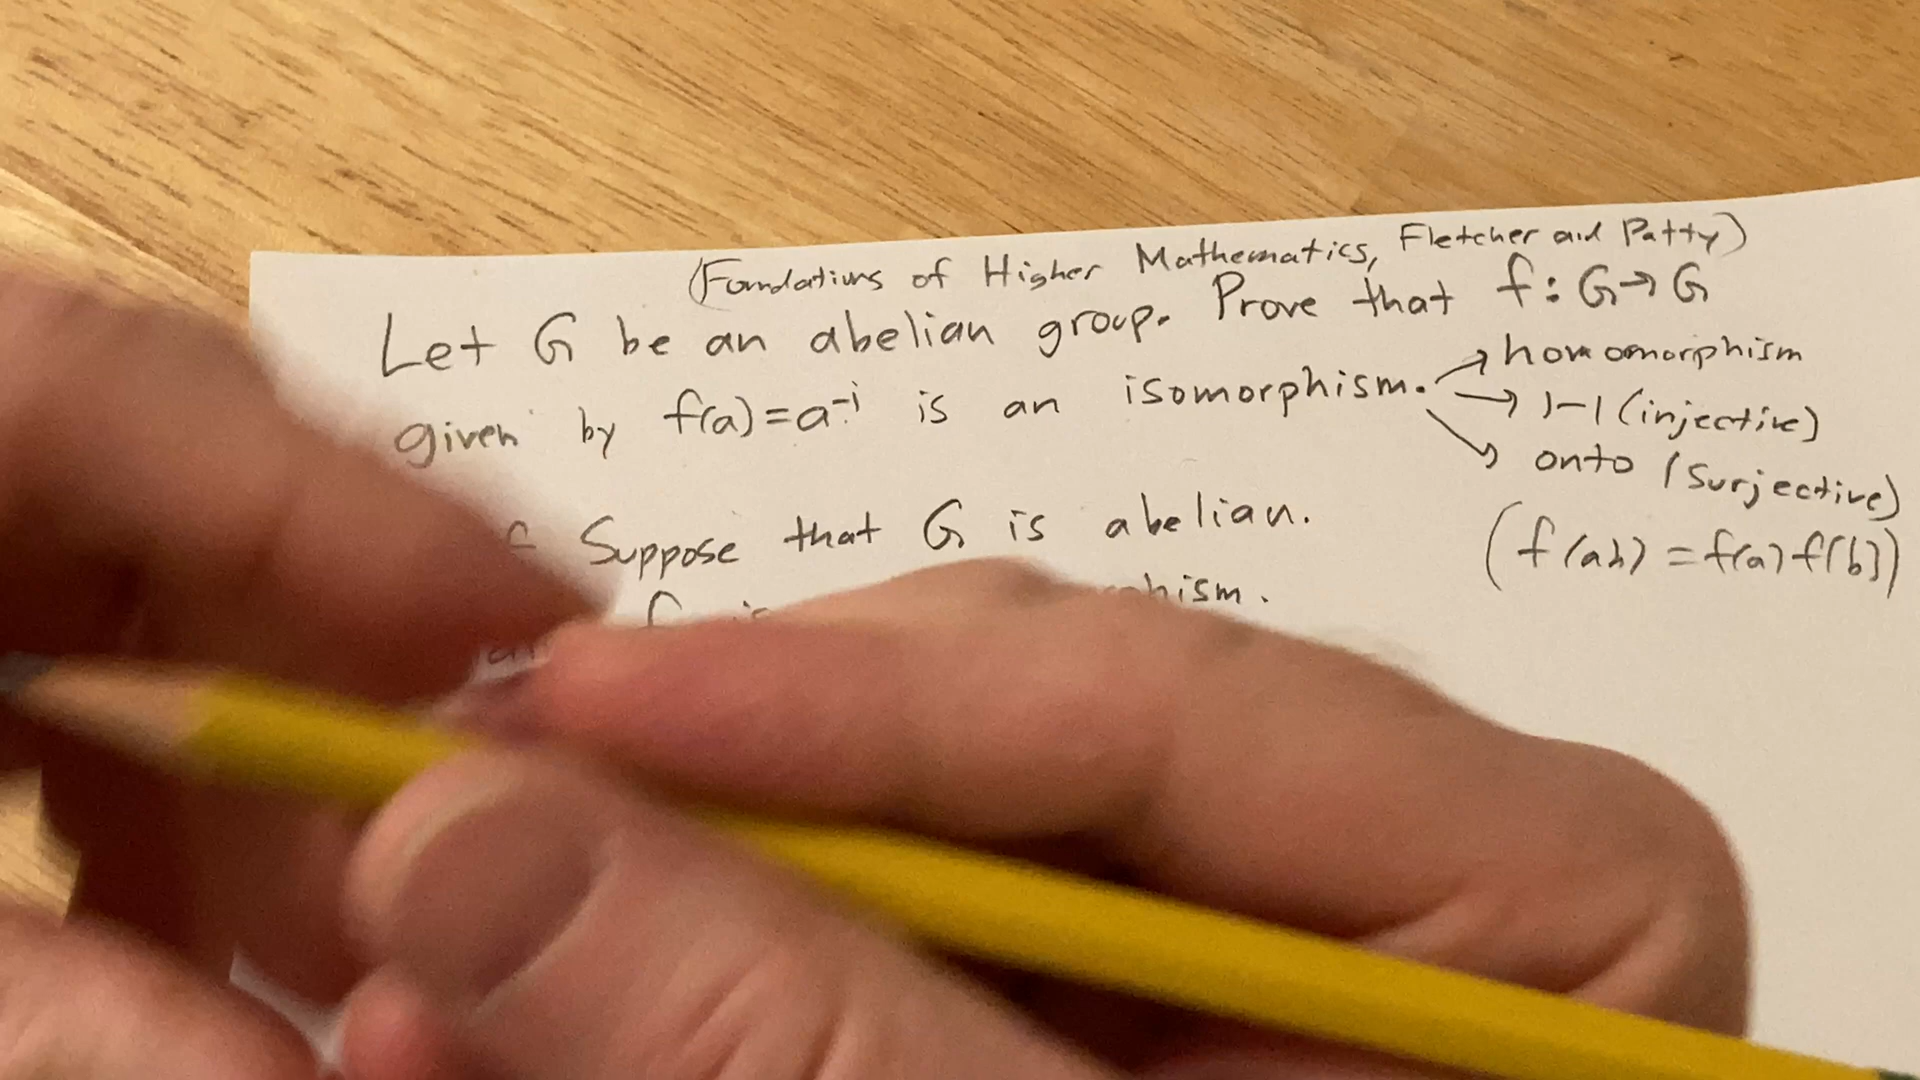 (Foundations of Higher Mathematics, Fletcher and Patty)
Let G be an abelian group. Prove that f: G→G
given by f(a)=a⁻¹ is an isomorphism. → homomorphism
→ 1-1 (injective)
→ onto (surjective)
Suppose that G is abelian.
(f(ab) = f(a)f(b))
f is